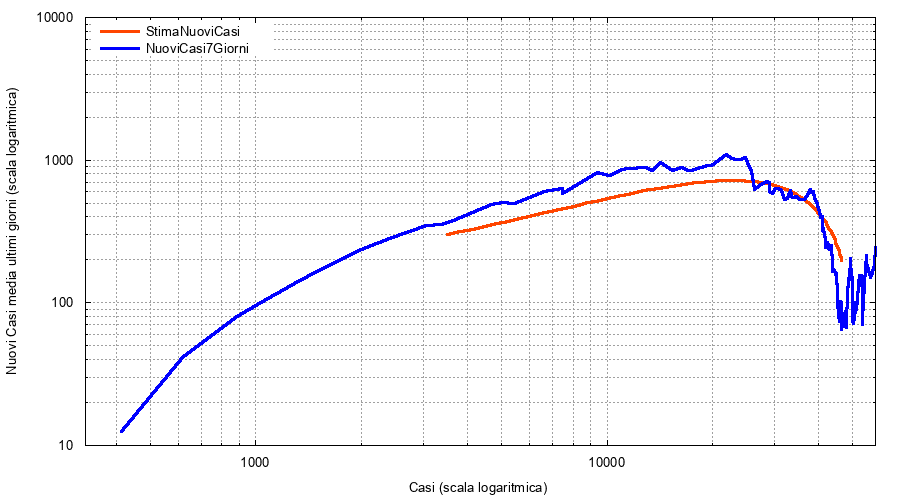 10000
StimaNuoviCasi
NuoviCasi7Giorni
1000
100
10
Nuovi Casi media ultimi giorni (scala logaritmica)
1000
10000
Casi (scala logaritmica)